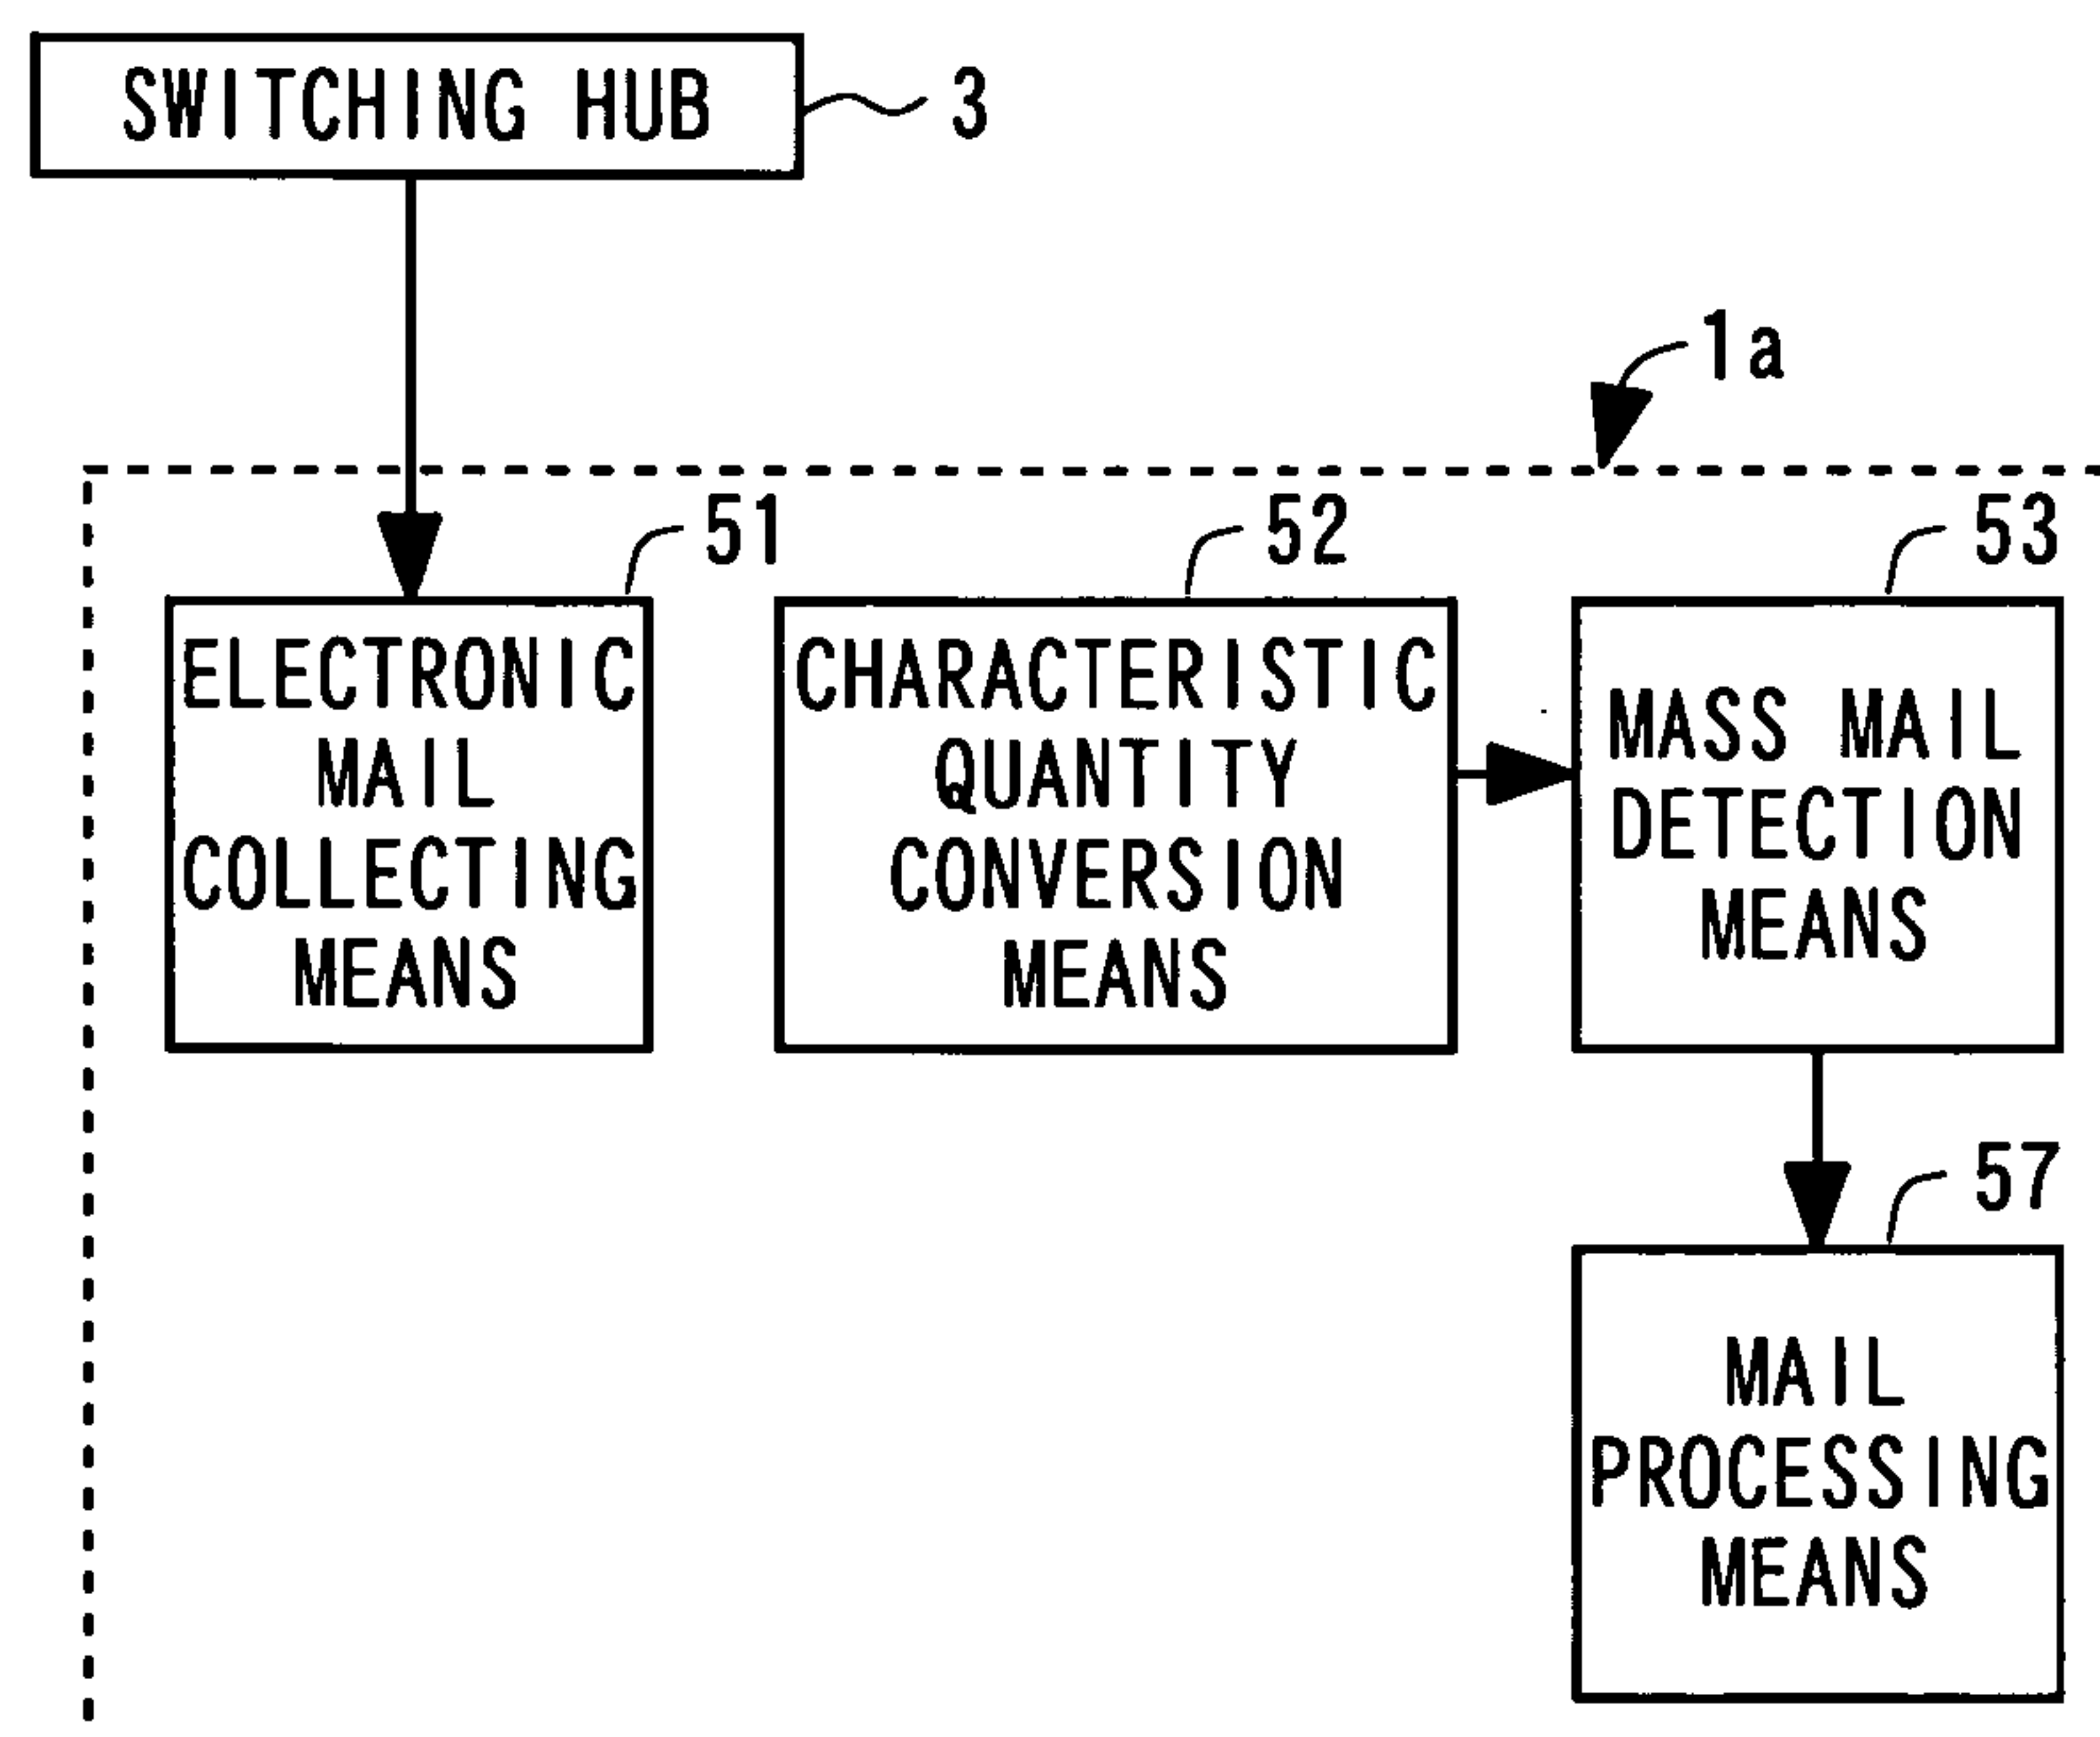 SWITCHING HUB
3
1a
51
52
53
ELECTRONIC
MAIL
COLLECTING
MEANS
CHARACTERISTIC
QUANTITY
CONVERSION
MEANS
MASS MAIL
DETECTION
MEANS
57
MAIL
PROCESSING
MEANS